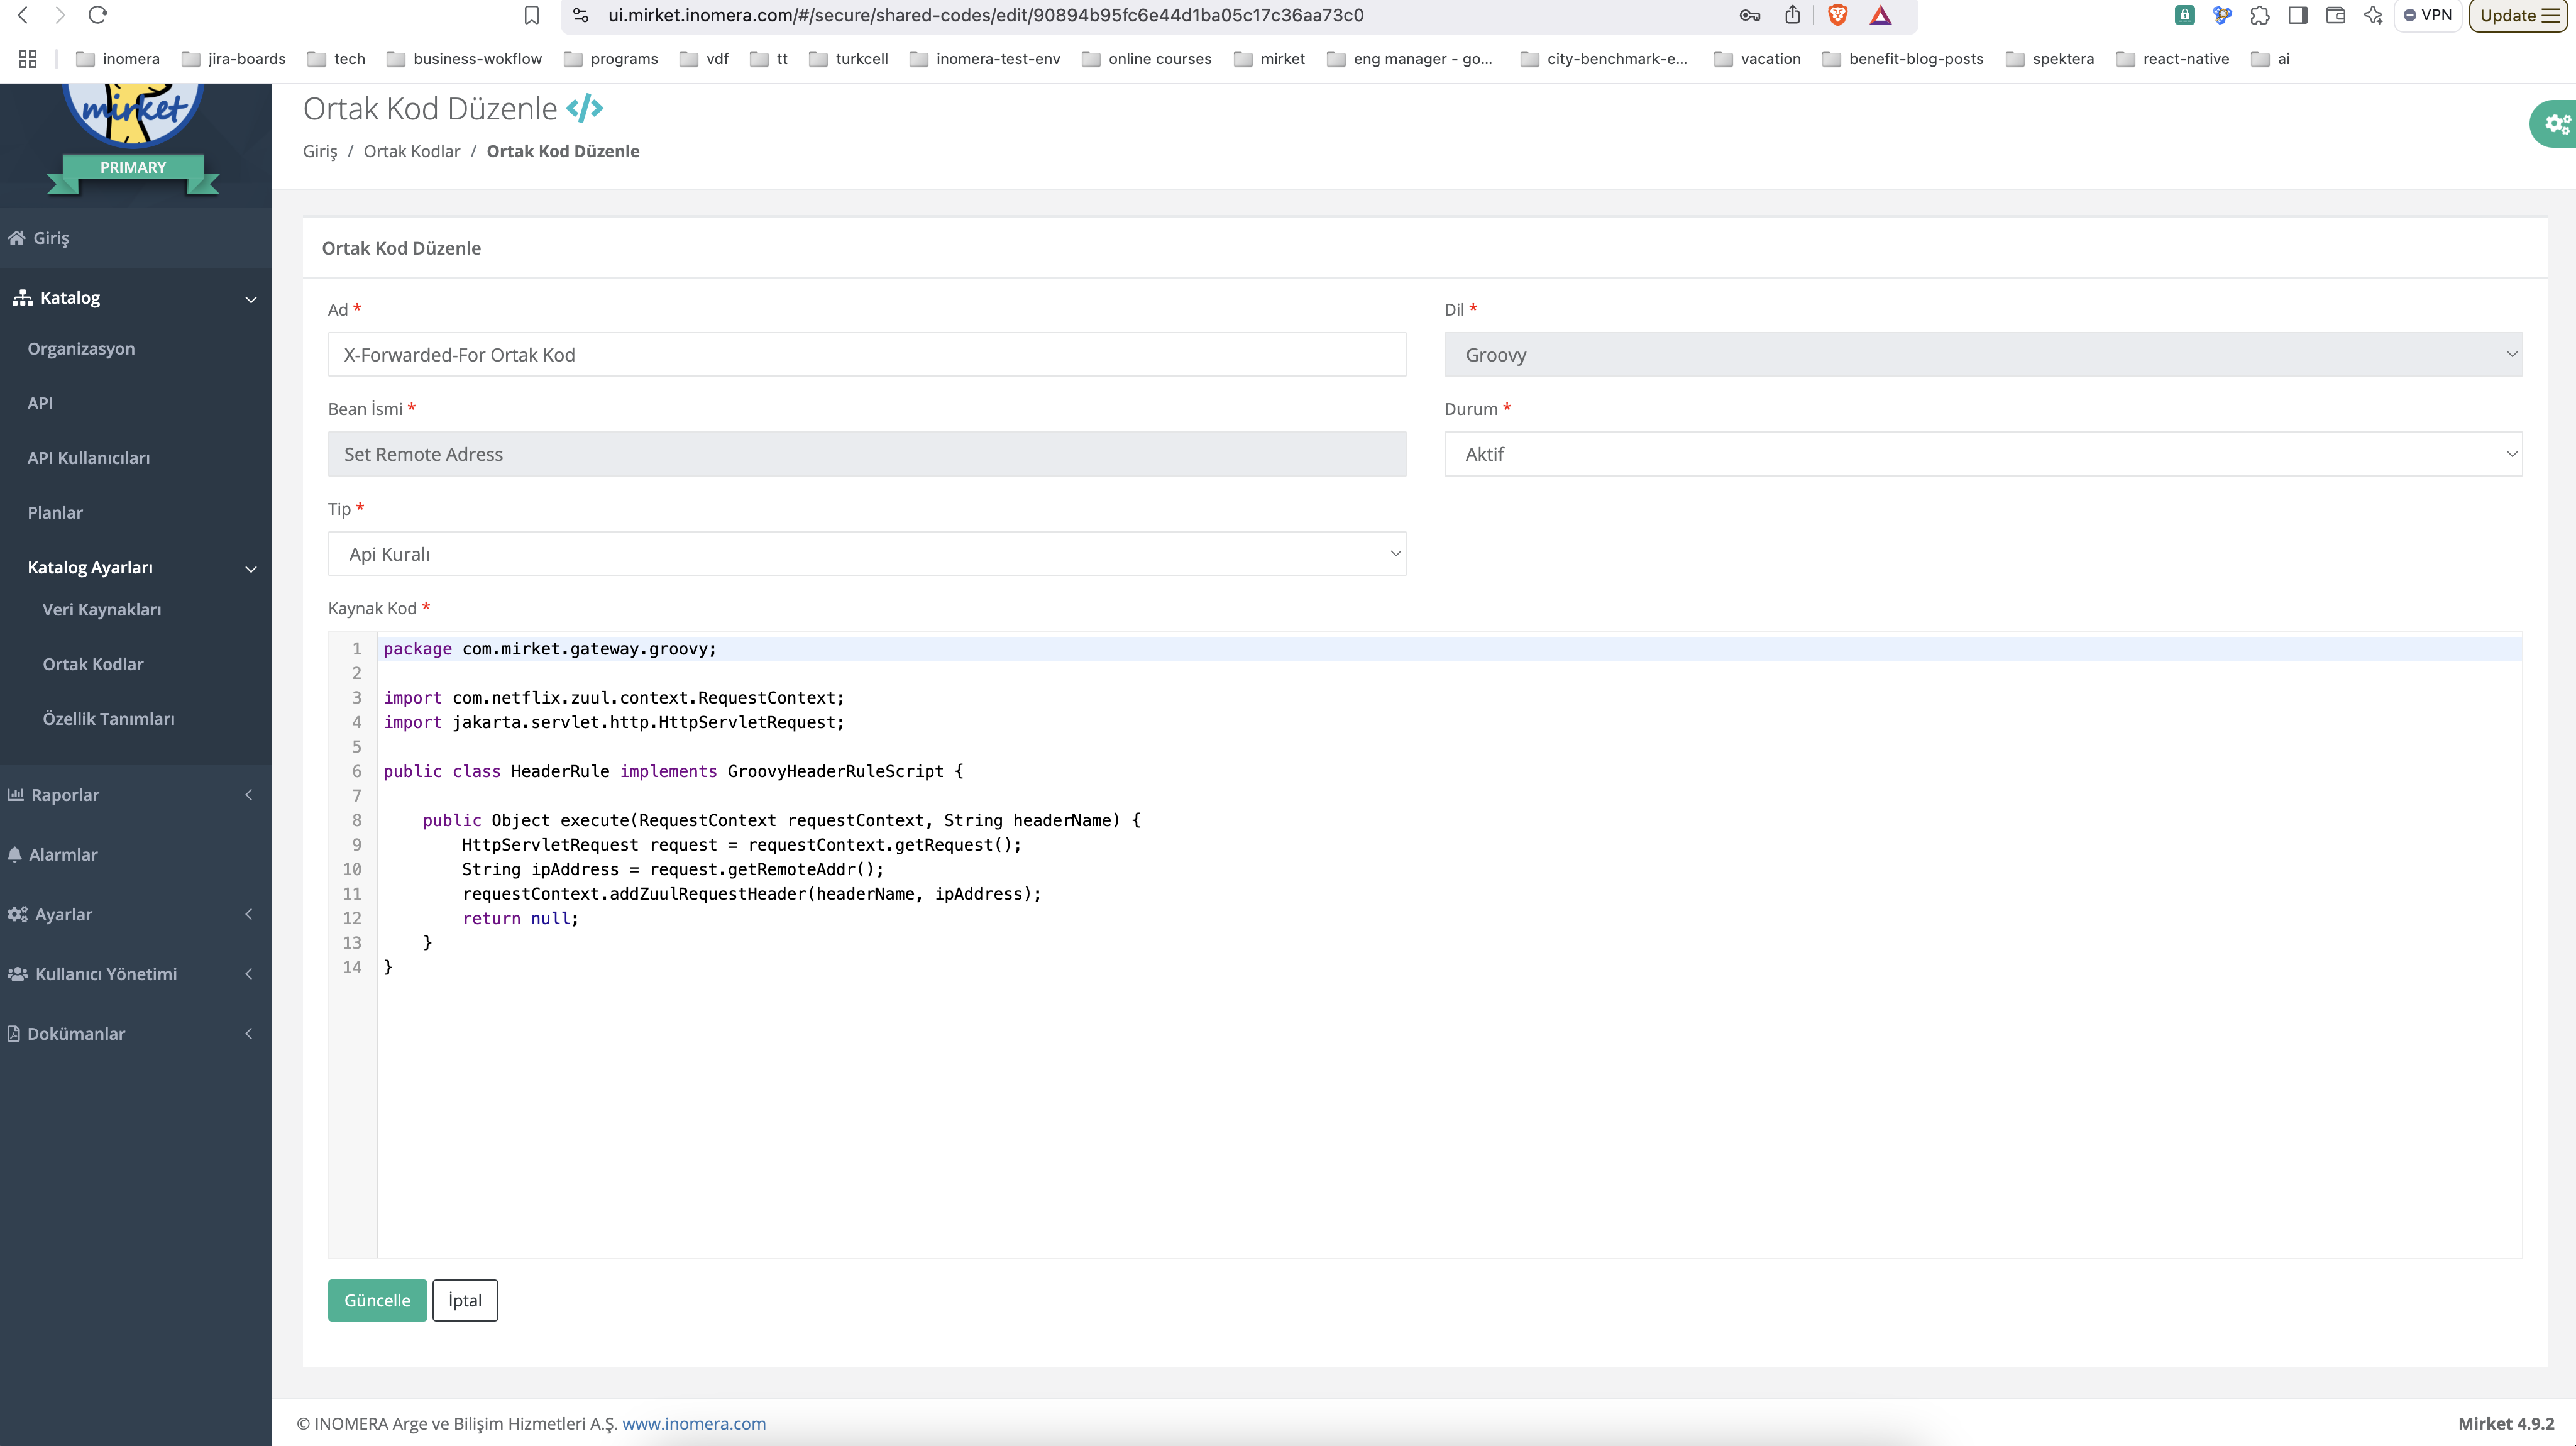 ui.mirket.inomera.com/#/secure/shared-codes/edit/90894b95fc6e44d1ba05c17c36aa73c0
VPN
Update
inomera
jira-boards
tech
business-wokflow
programs
vdf
tt
turkcell
inomera-test-env
online courses
mirket
eng manager - go...
city-benchmark-e...
vacation
benefit-blog-posts
spektera
react-native
ai
mirket
PRIMARY
Giriş
Katalog
Organizasyon
API
API Kullanıcıları
Planlar
Katalog Ayarları
Veri Kaynakları
Ortak Kodlar
Özellik Tanımları
Raporlar
Alarmlar
Ayarlar
Kullanıcı Yönetimi
Dokümanlar
Ortak Kod Düzenle </>
Giriş / Ortak Kodlar / Ortak Kod Düzenle
Ortak Kod Düzenle
Ad *
X-Forwarded-For Ortak Kod
Dil *
Groovy
Bean İsmi *
Set Remote Adress
Durum *
Aktif
Tip *
Api Kuralı
Kaynak Kod *
1 package com.mirket.gateway.groovy;
2
3 import com.netflix.zuul.context.RequestContext;
4 import jakarta.servlet.http.HttpServletRequest;
5
6 public class HeaderRule implements GroovyHeaderRuleScript {
7
8     public Object execute(RequestContext requestContext, String headerName) {
9         HttpServletRequest request = requestContext.getRequest();
10         String ipAddress = request.getRemoteAddr();
11         requestContext.addZuulRequestHeader(headerName, ipAddress);
12         return null;
13     }
14 }
Güncelle
İptal
© INOMERA Arge ve Bilişim Hizmetleri A.Ş. www.inomera.com
Mirket 4.9.2